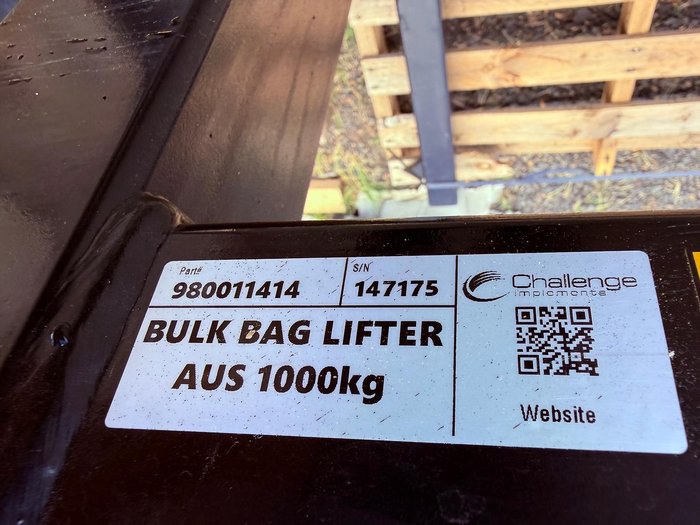 Part#
980011414
S/N
147175
BULK BAG LIFTER
AUS 1000kg
Challenge
implements
Website